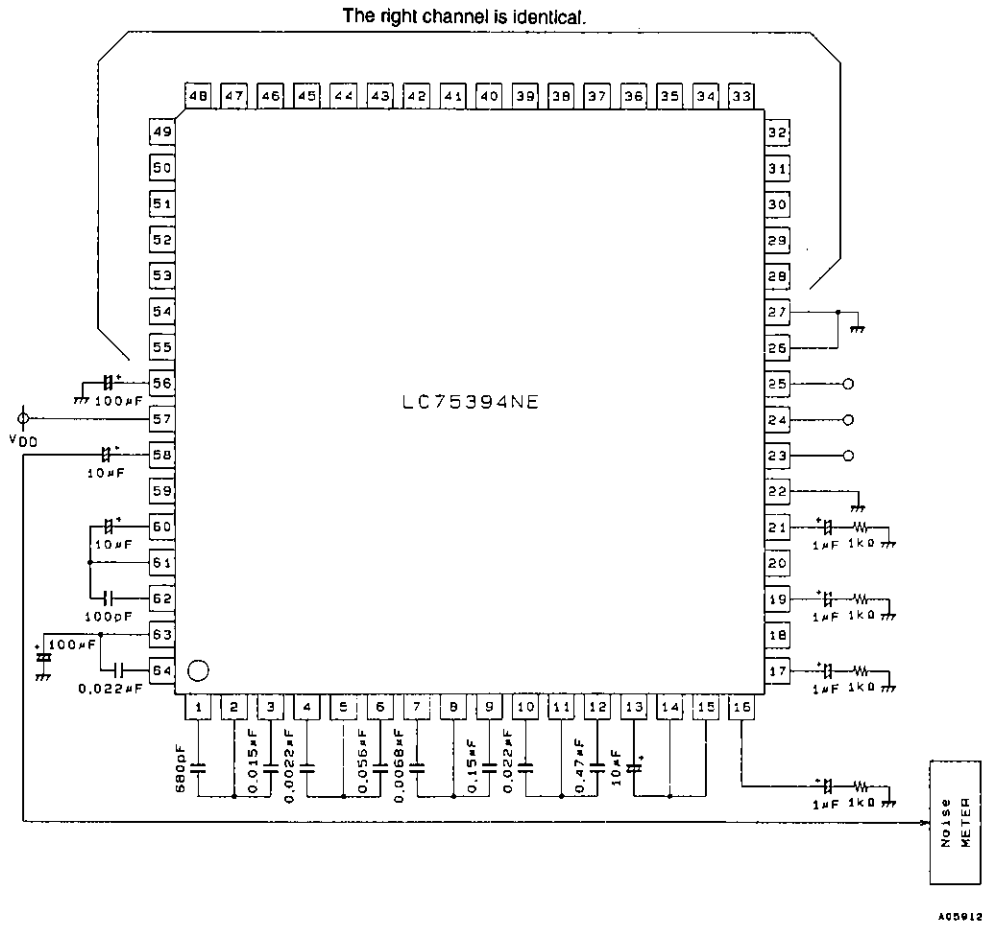 The right channel is identical.
48 47 46 45 44 43 42 41 40 39 38 37 36 35 34 33
49 32
50 31
51 30
52 29
53 28
54 27
55 26
56 25
100µF
57 24
VDD
58 23
10µF
59 22
60 21
10µF
1µF 1kΩ
61 20
62 19
100pF
1µF 1kΩ
63 18
100µF
64 17
0.022µF
1µF 1kΩ
LC75394NE
1 2 3 4 5 6 7 8 9 10 11 12 13 14 15 16
680pF
0.015µF
0.0022µF
0.056µF
0.0068µF
0.15µF
0.022µF
0.47µF
10µF
1µF 1kΩ
Noise
METER
A05912